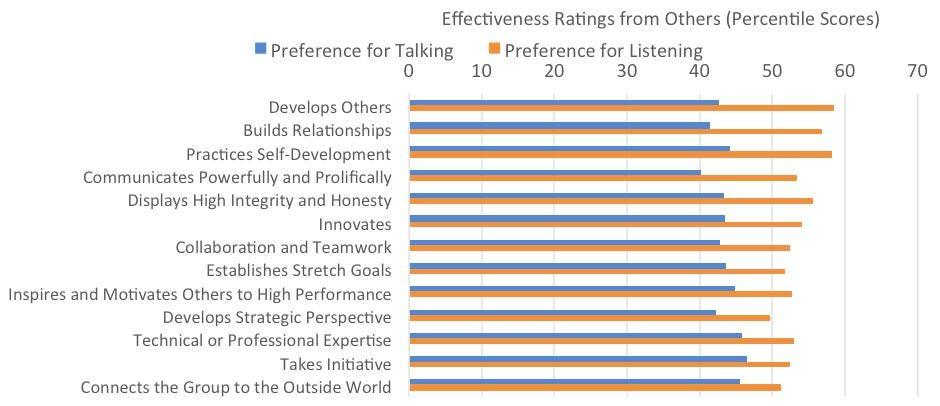 Effectiveness Ratings from Others (Percentile Scores)
Preference for Talking Preference for Listening
0 10 20 30 40 50 60 70
Develops Others
Builds Relationships
Practices Self-Development
Communicates Powerfully and Prolifically
Displays High Integrity and Honesty
Innovates
Collaboration and Teamwork
Establishes Stretch Goals
Inspires and Motivates Others to High Performance
Develops Strategic Perspective
Technical or Professional Expertise
Takes Initiative
Connects the Group to the Outside World